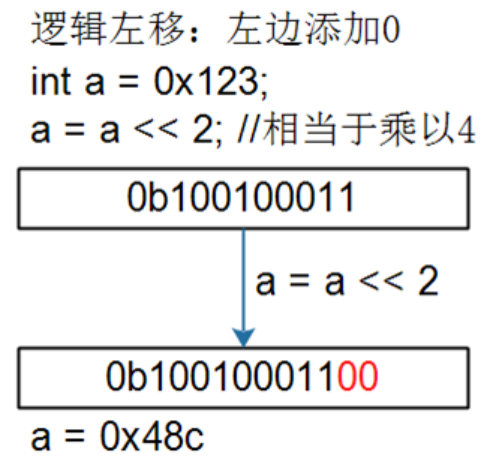 逻辑左移：左边添加0
int a = 0x123;
a = a << 2; //相当于乘以4
0b100100011
a = a << 2
0b10010001100
a = 0x48c